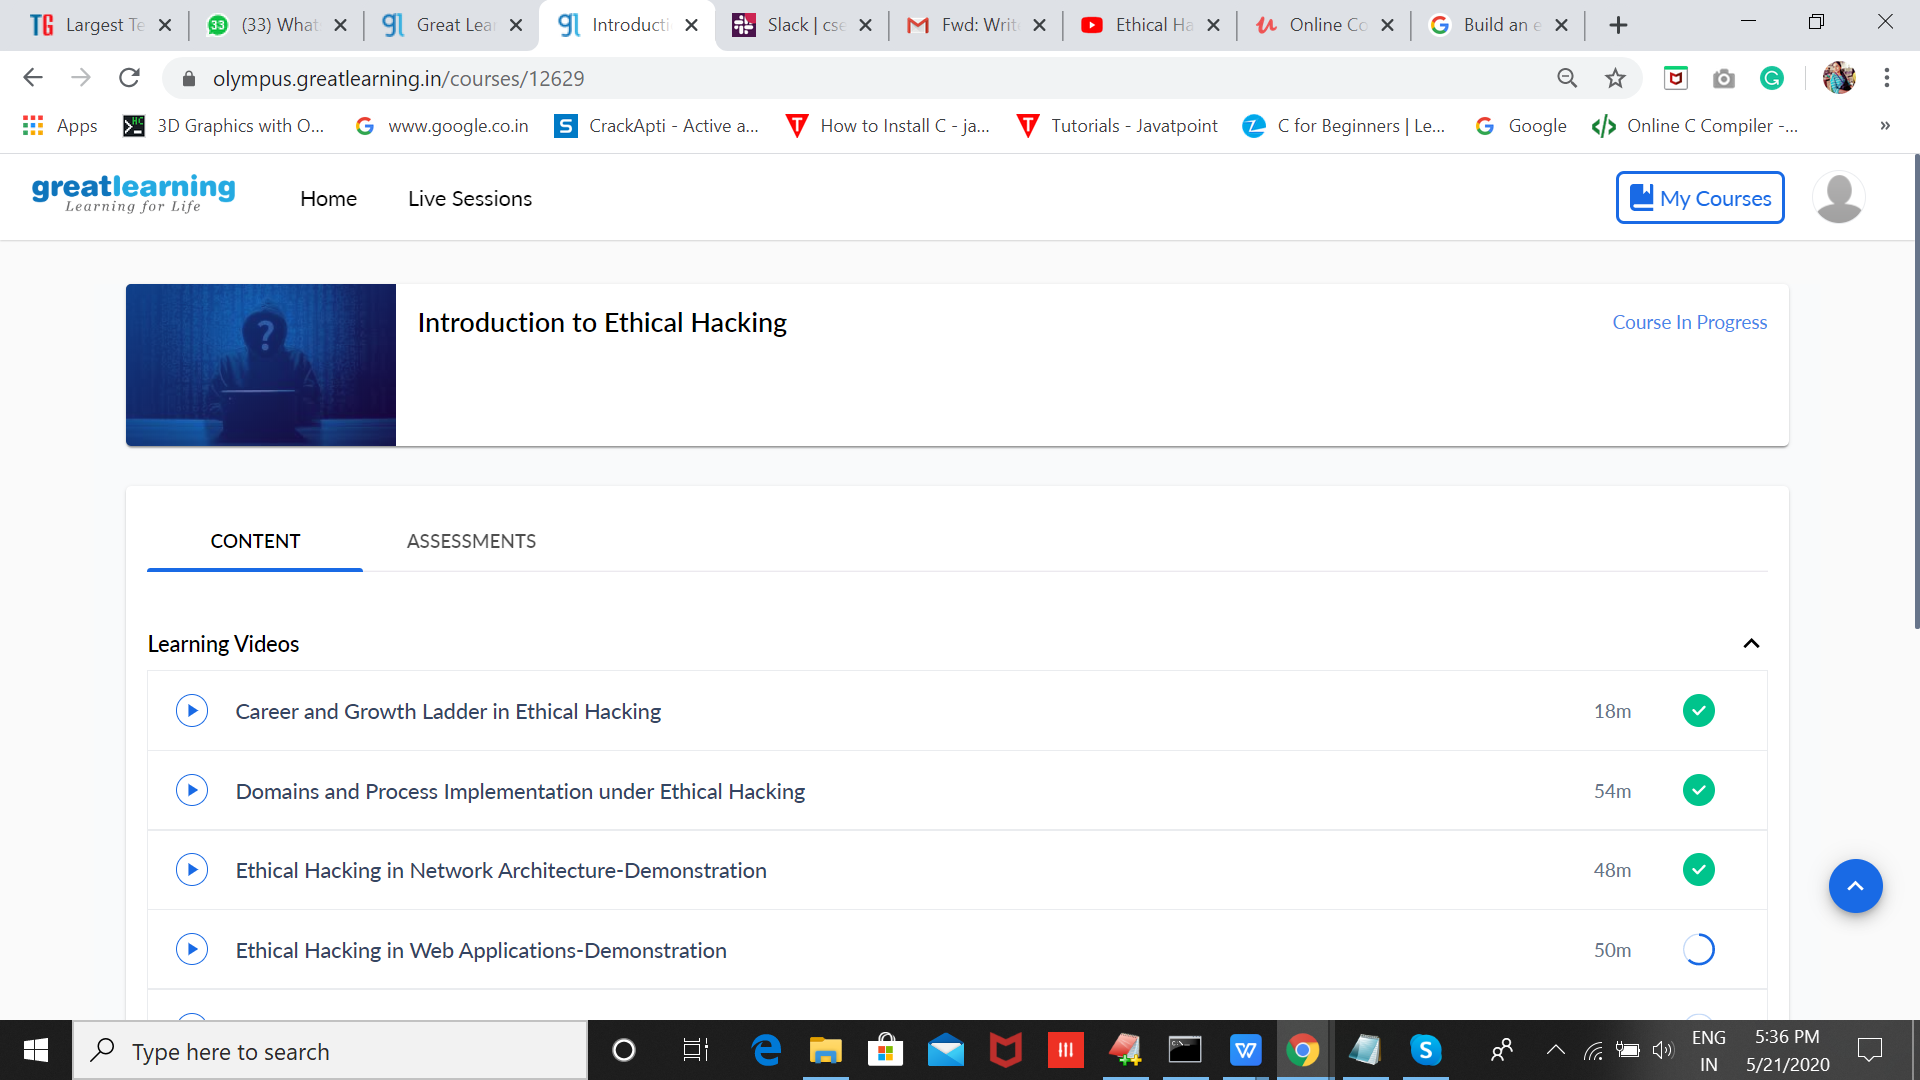 Largest Te
(33) What
Great Lear
Introducti
Slack | cse
Fwd: Write
Ethical Ha
Online Co
Build an e
olympus.greatlearning.in/courses/12629
Apps
3D Graphics with O...
www.google.co.in
CrackApti - Active a...
How to Install C - ja...
Tutorials - Javatpoint
C for Beginners | Le...
Google
Online C Compiler -...
greatlearning
Learning for Life
Home
Live Sessions
My Courses
Introduction to Ethical Hacking
Course In Progress
CONTENT
ASSESSMENTS
Learning Videos
Career and Growth Ladder in Ethical Hacking
18m
Domains and Process Implementation under Ethical Hacking
54m
Ethical Hacking in Network Architecture-Demonstration
48m
Ethical Hacking in Web Applications-Demonstration
50m
Type here to search
ENG
IN
5:36 PM
5/21/2020